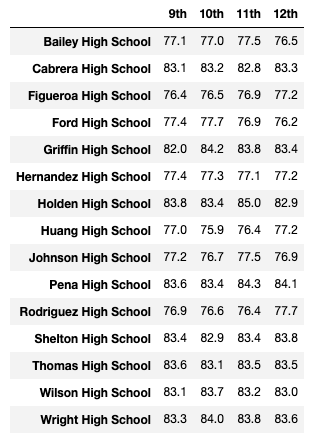 9th 10th 11th 12th
Bailey High School 77.1 77.0 77.5 76.5
Cabrera High School 83.1 83.2 82.8 83.3
Figueroa High School 76.4 76.5 76.9 77.2
Ford High School 77.4 77.7 76.9 76.2
Griffin High School 82.0 84.2 83.8 83.4
Hernandez High School 77.4 77.3 77.1 77.2
Holden High School 83.8 83.4 85.0 82.9
Huang High School 77.0 75.9 76.4 77.2
Johnson High School 77.2 76.7 77.5 76.9
Pena High School 83.6 83.4 84.3 84.1
Rodriguez High School 76.9 76.6 76.4 77.7
Shelton High School 83.4 82.9 83.4 83.8
Thomas High School 83.6 83.1 83.5 83.5
Wilson High School 83.1 83.7 83.2 83.0
Wright High School 83.3 84.0 83.8 83.6